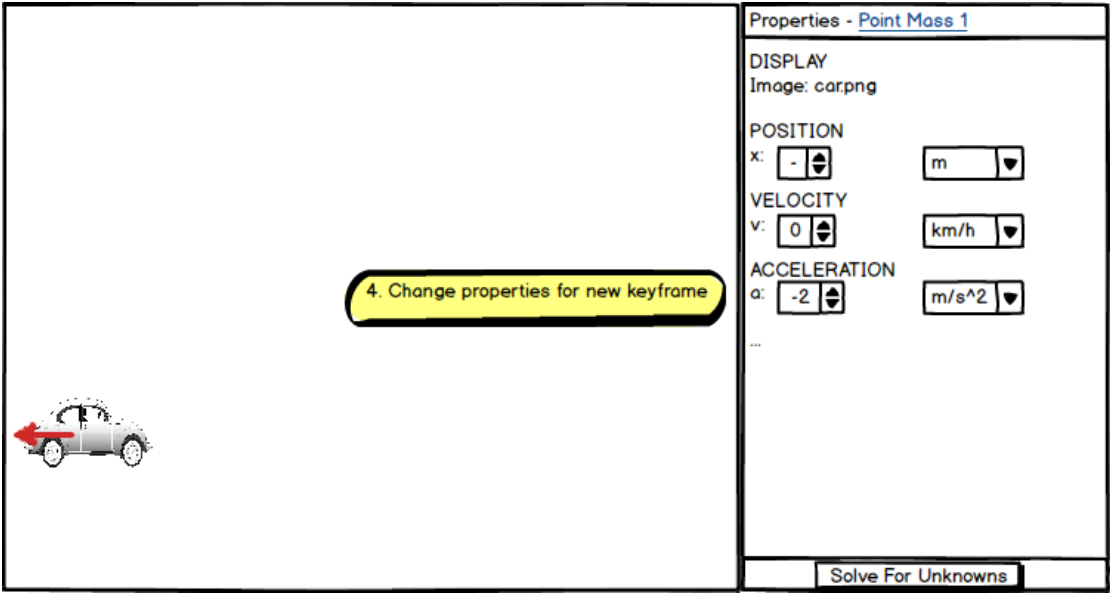 Properties - Point Mass 1
DISPLAY
Image: car.png
POSITION
x: - m
VELOCITY
v: 0 km/h
ACCELERATION
a: -2 m/s^2
...
4. Change properties for new keyframe
Solve For Unknowns